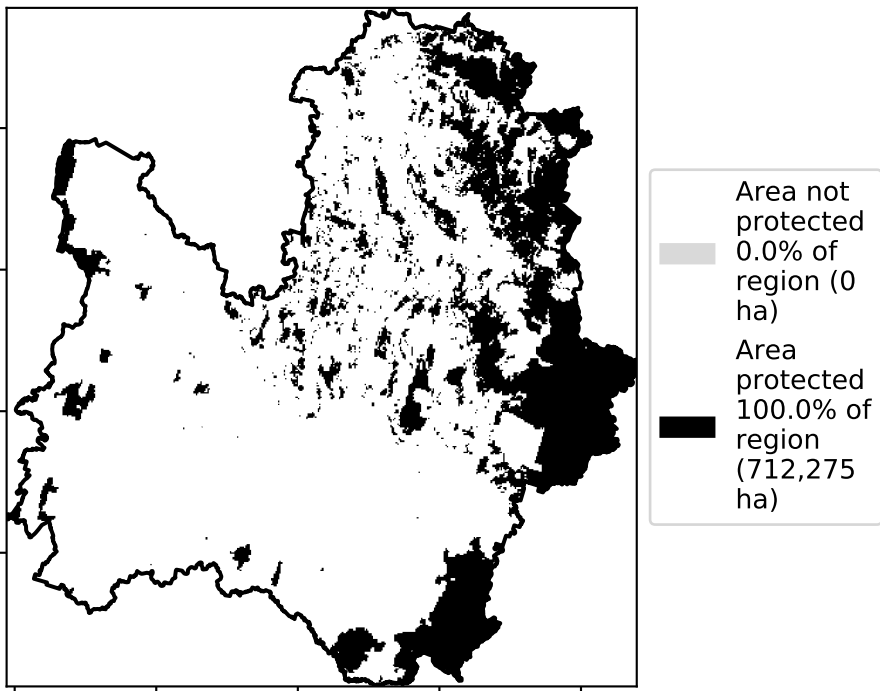 Area not
protected
0.0% of
region (0
ha)
Area
protected
100.0% of
region
(712,275
ha)